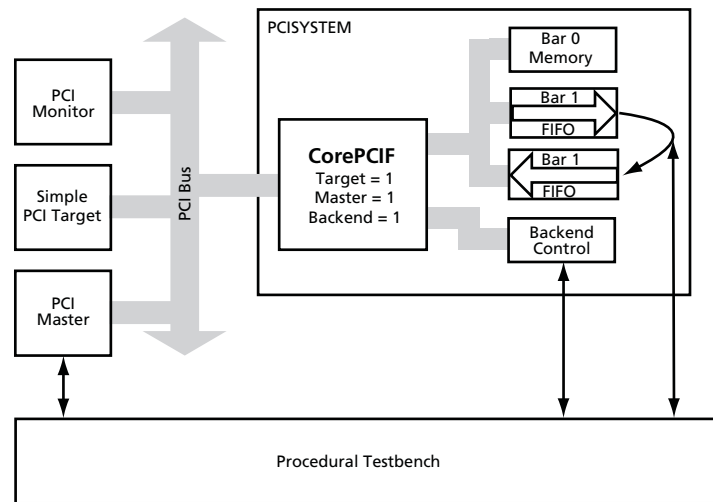 PCISYSTEM
PCI
Monitor
Simple
PCI Target
PCI
Master
PCI Bus
CorePCIF
Target = 1
Master = 1
Backend = 1
Bar 0
Memory
Bar 1
FIFO
Bar 1
FIFO
Backend
Control
Procedural Testbench